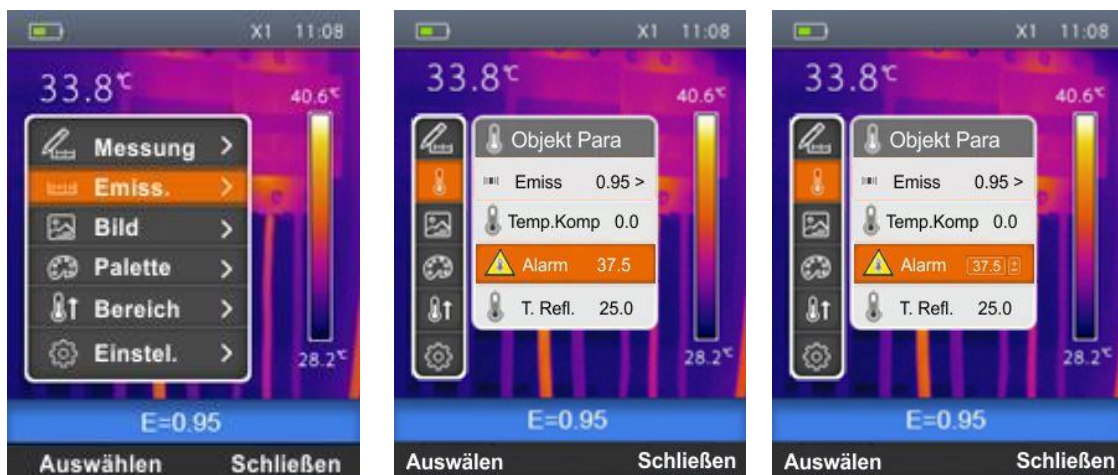 X1 11:08
33.8℃
40.6℃
Messung >
Emiss. >
Bild >
Palette >
Bereich >
Einstel. >
28.2℃
E=0.95
Auswählen Schließen
X1 11:08
33.8℃
40.6℃
Objekt Para
Emiss 0.95 >
Temp.Komp 0.0
Alarm 37.5
T. Refl. 25.0
28.2℃
E=0.95
Auswälen Schließen
X1 11:08
33.8℃
40.6℃
Objekt Para
Emiss 0.95 >
Temp.Komp 0.0
Alarm 37.5 ±
T. Refl. 25.0
28.2℃
E=0.95
Auswälen Schließen